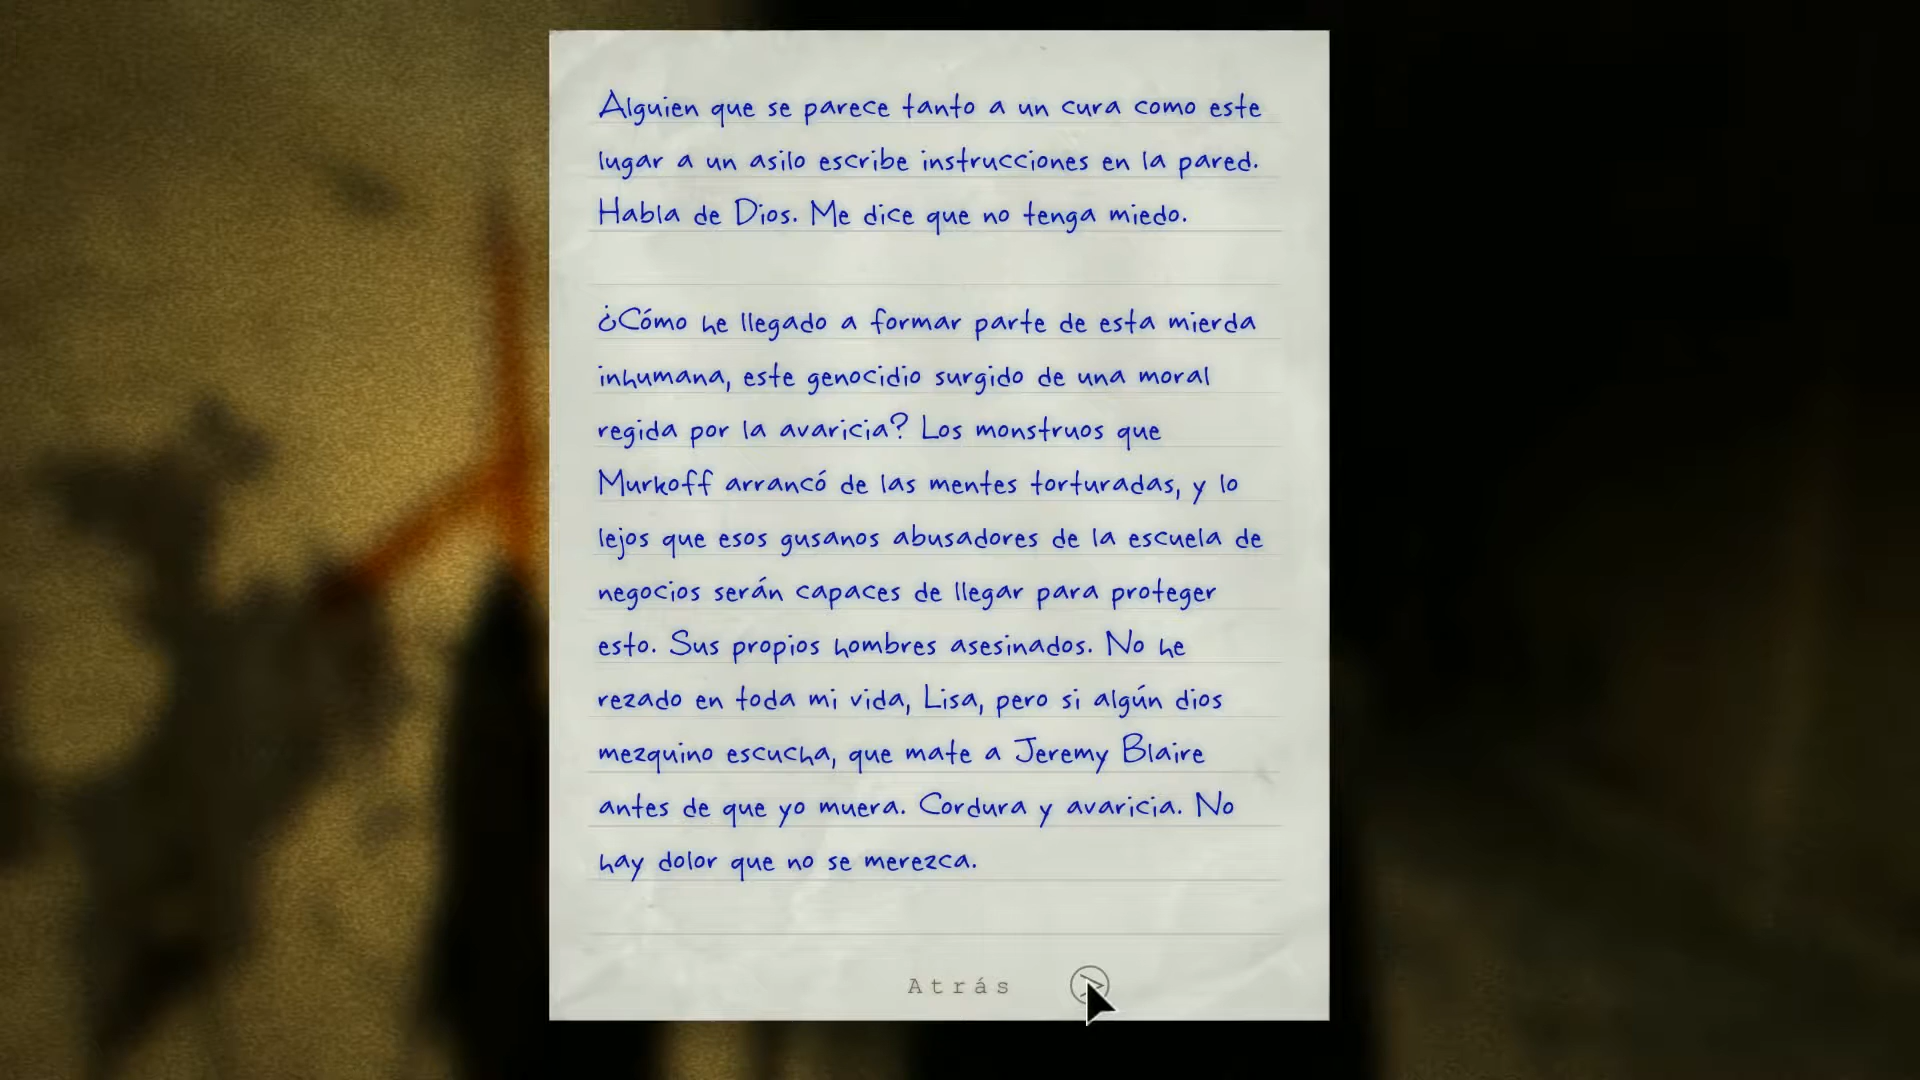 Alguien que se parece tanto a un cura como este
lugar a un asilo escribe instrucciones en la pared.
Habla de Dios. Me dice que no tenga miedo.
¿Cómo he llegado a formar parte de esta mierda
inhumana, este genocidio surgido de una moral
regida por la avaricia? Los monstruos que
Murkoff arrancó de las mentes torturadas, y lo
lejos que esos gusanos abusadores de la escuela de
negocios serán capaces de llegar para proteger
esto. Sus propios hombres asesinados. No he
rezado en toda mi vida, Lisa, pero si algún dios
mezquino escucha, que mate a Jeremy Blaire
antes de que yo muera. Cordura y avaricia. No
hay dolor que no se merezca.
Atrás